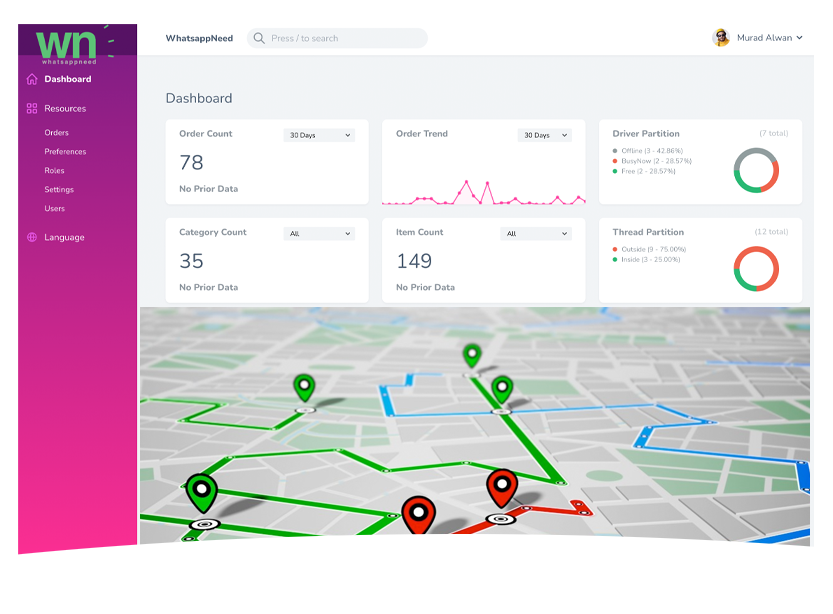 wn
whatsappneed
WhatsappNeed
Press / to search
Murad Alwan
Dashboard
Resources
Orders
Preferences
Roles
Settings
Users
Language
Dashboard
Order Count
30 Days
78
No Prior Data
Order Trend
30 Days
Driver Partition
(7 total)
Offline (3 - 42.86%)
BusyNow (2 - 28.57%)
Free (2 - 28.57%)
Category Count
All
35
No Prior Data
Item Count
All
149
No Prior Data
Thread Partition
(12 total)
Outside (9 - 75.00%)
Inside (3 - 25.00%)